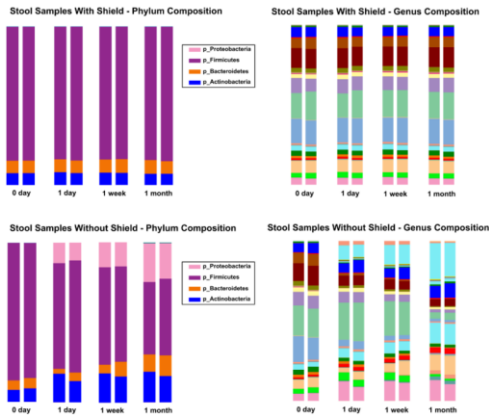 Stool Samples With Shield - Phylum Composition
p_Proteobacteria
p_Firmicutes
p_Bacteroidetes
p_Actinobacteria
0 day 1 day 1 week 1 month
Stool Samples With Shield - Genus Composition
0 day 1 day 1 week 1 month
Stool Samples Without Shield - Phylum Composition
p_Proteobacteria
p_Firmicutes
p_Bacteroidetes
p_Actinobacteria
0 day 1 day 1 week 1 month
Stool Samples Without Shield - Genus Composition
0 day 1 day 1 week 1 month